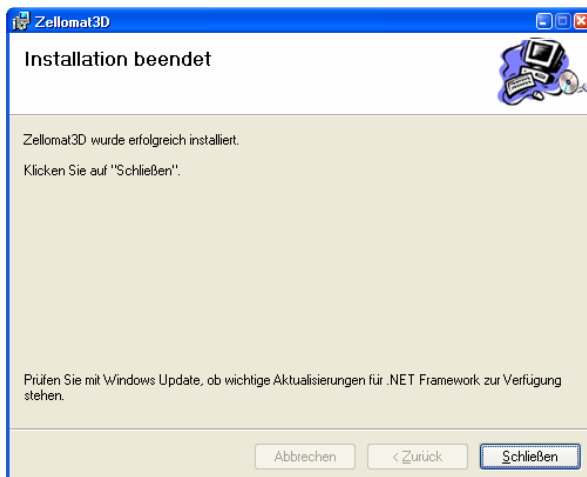 Zellomat3D
Installation beendet
Zellomat3D wurde erfolgreich installiert.
Klicken Sie auf "Schließen".
Prüfen Sie mit Windows Update, ob wichtige Aktualisierungen für .NET Framework zur Verfügung
stehen.
Abbrechen < Zurück Schließen